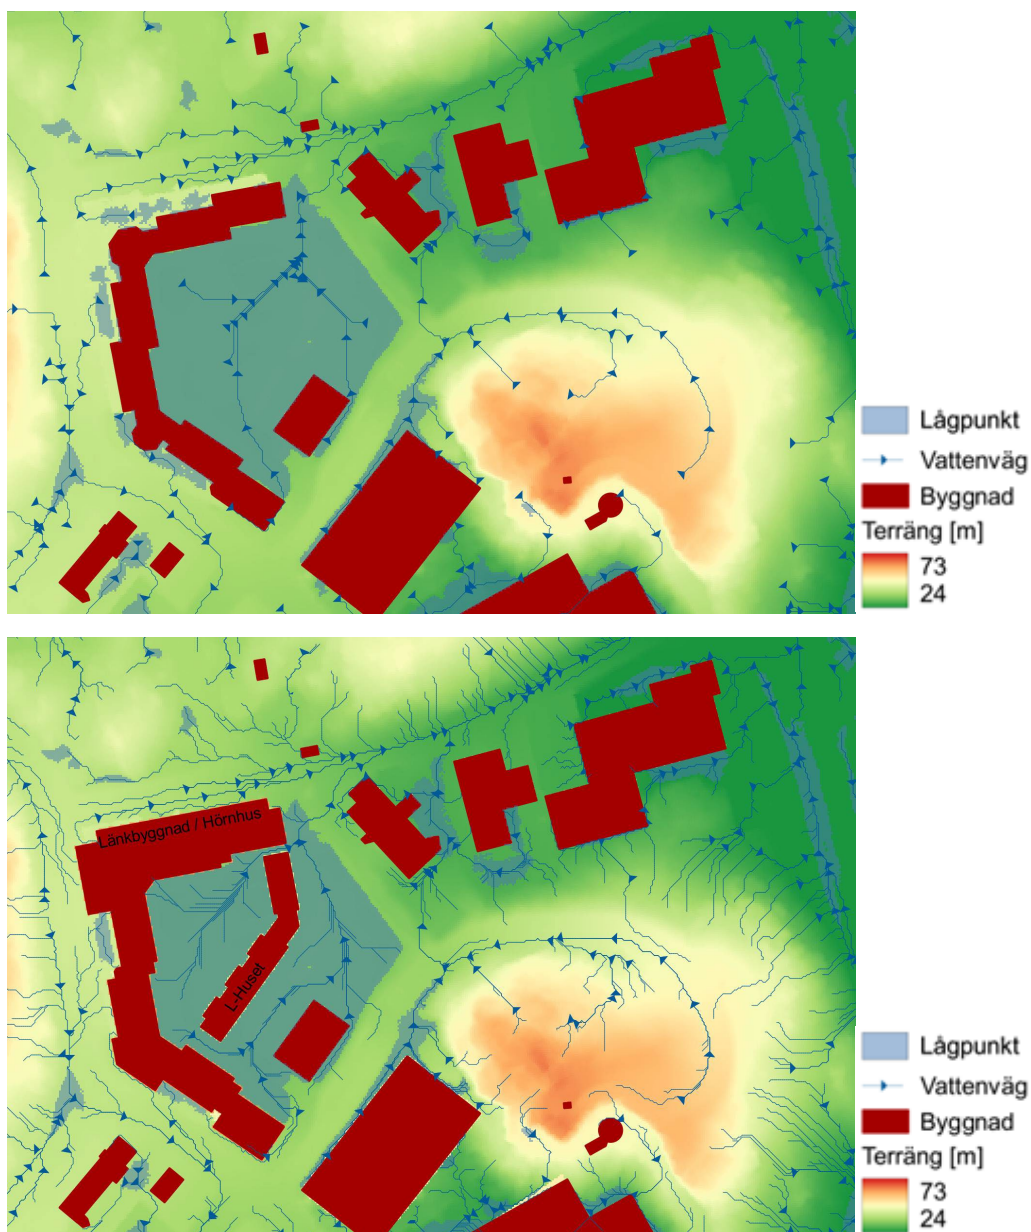 Lågpunkt
Vattenväg
Byggnad
Terräng [m]
73
24
Länkbyggnad / Hörnhus
L-Huset
Lågpunkt
Vattenväg
Byggnad
Terräng [m]
73
24